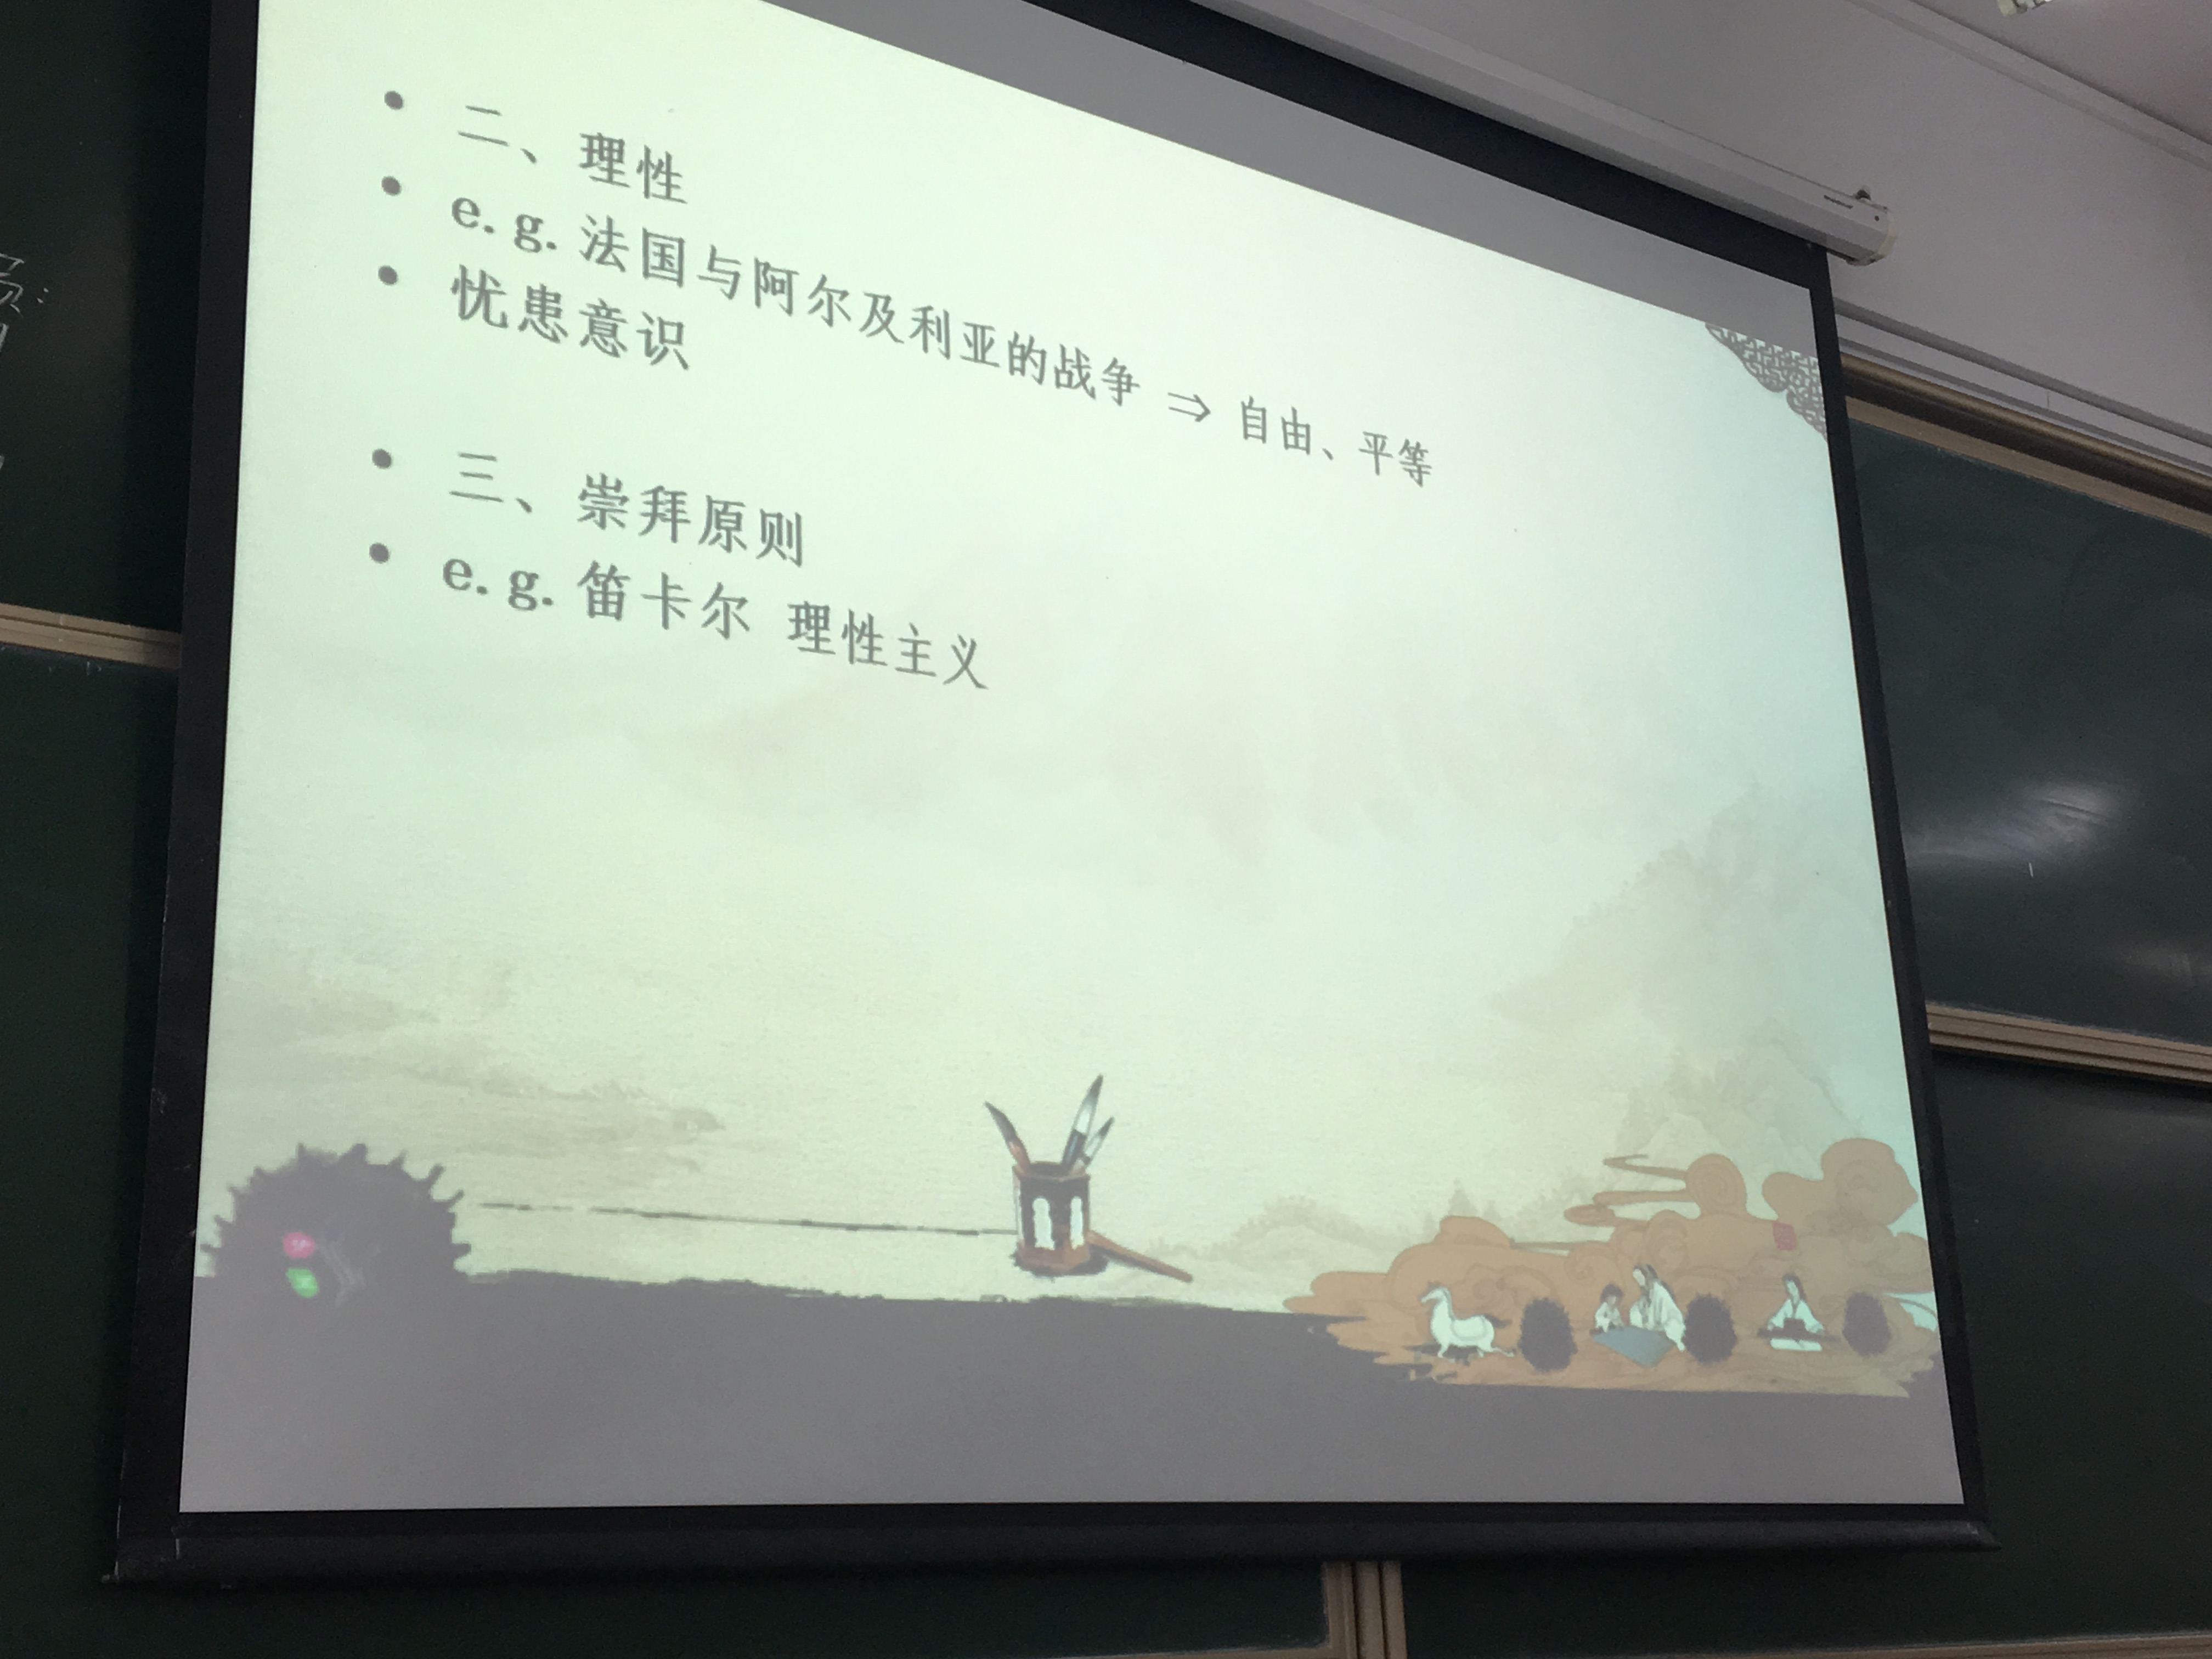 二、理性
e.g.法国与阿尔及利亚的战争 ⇒ 自由、平等
忧患意识
三、崇拜原则
e.g.笛卡尔 理性主义